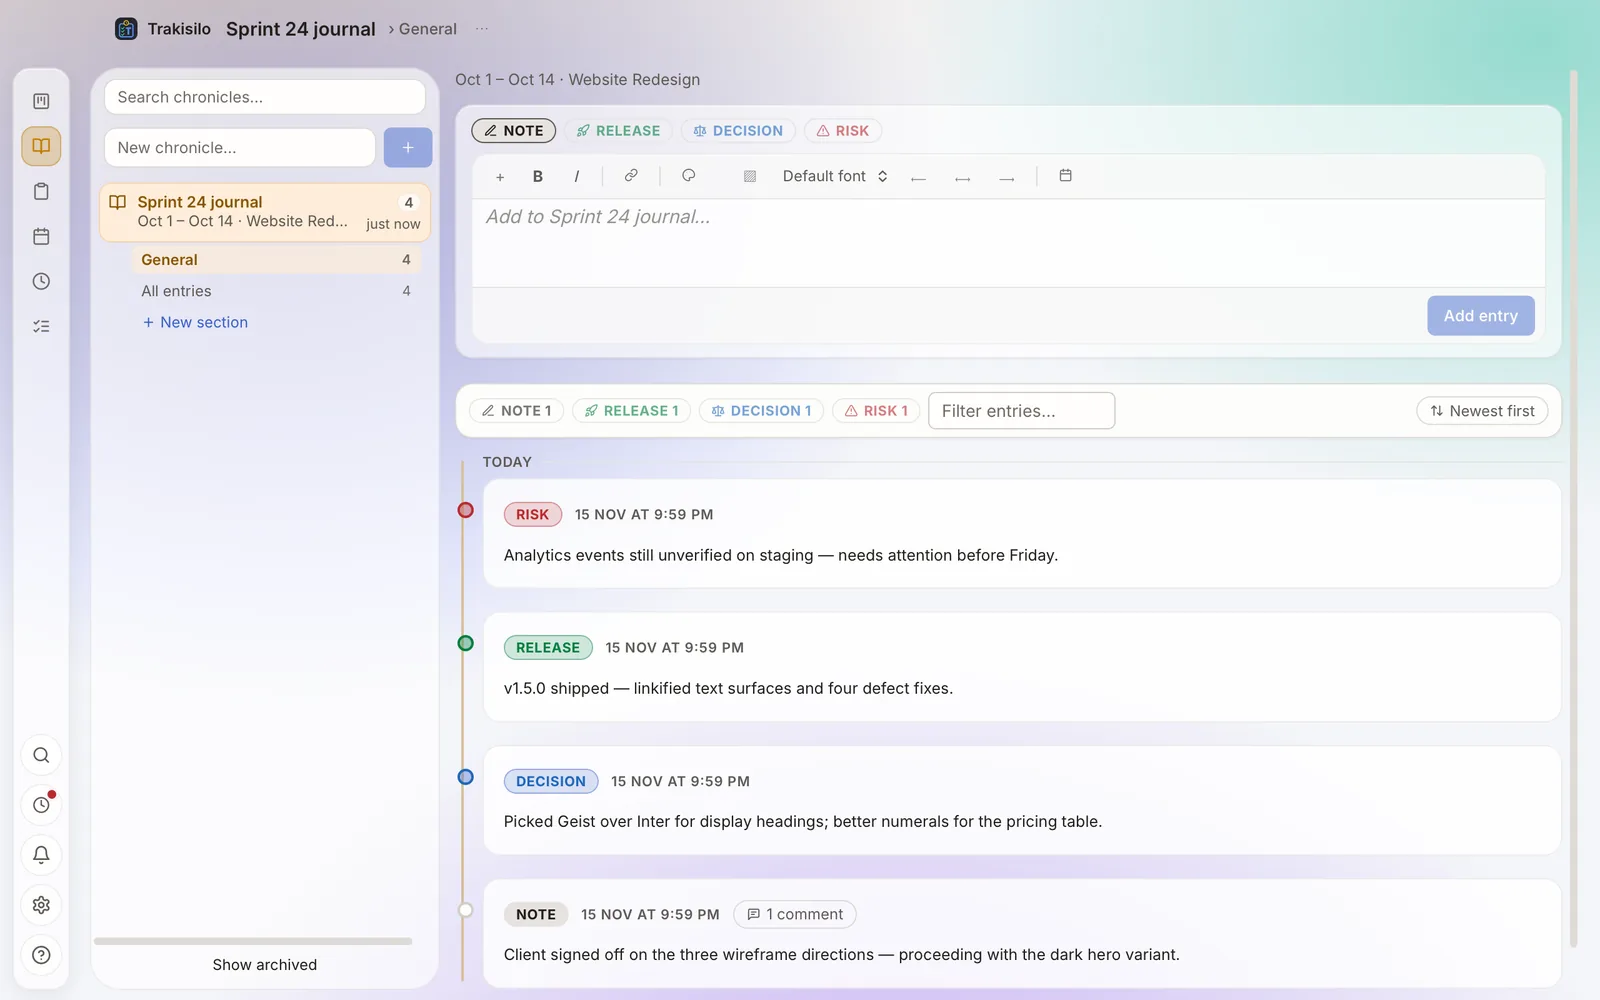 Trakisilo Sprint 24 journal › General ...
Search chronicles...
New chronicle...
+
Sprint 24 journal 4
Oct 1 – Oct 14 · Website Red... just now
General 4
All entries 4
+ New section
Show archived
Oct 1 – Oct 14 · Website Redesign
NOTE RELEASE DECISION RISK
+ B I Default font
Add to Sprint 24 journal...
Add entry
NOTE 1 RELEASE 1 DECISION 1 RISK 1 Filter entries... Newest first
TODAY
RISK 15 NOV AT 9:59 PM
Analytics events still unverified on staging — needs attention before Friday.
RELEASE 15 NOV AT 9:59 PM
v1.5.0 shipped — linkified text surfaces and four defect fixes.
DECISION 15 NOV AT 9:59 PM
Picked Geist over Inter for display headings; better numerals for the pricing table.
NOTE 15 NOV AT 9:59 PM 1 comment
Client signed off on the three wireframe directions — proceeding with the dark hero variant.